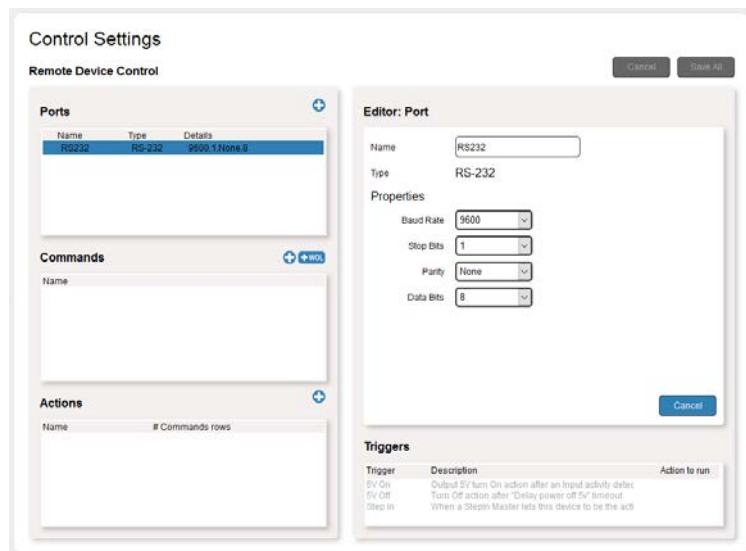 Control Settings
Remote Device Control
Cancel
Save All
Ports
Name Type Details
RS232 RS-232 9600,1,None,8
Commands
+WOL
Name
Actions
Name # Commands rows
Editor: Port
Name RS232
Type RS-232
Properties
Baud Rate 9600
Stop Bits 1
Parity None
Data Bits 8
Cancel
Triggers
Trigger Description Action to run
5V On Output 5V turn On action after an Input activity detec
5V Off Turn Off action after "Delay power off 5V" timeout
Step In When a StepIn Master lets this device to be the acti